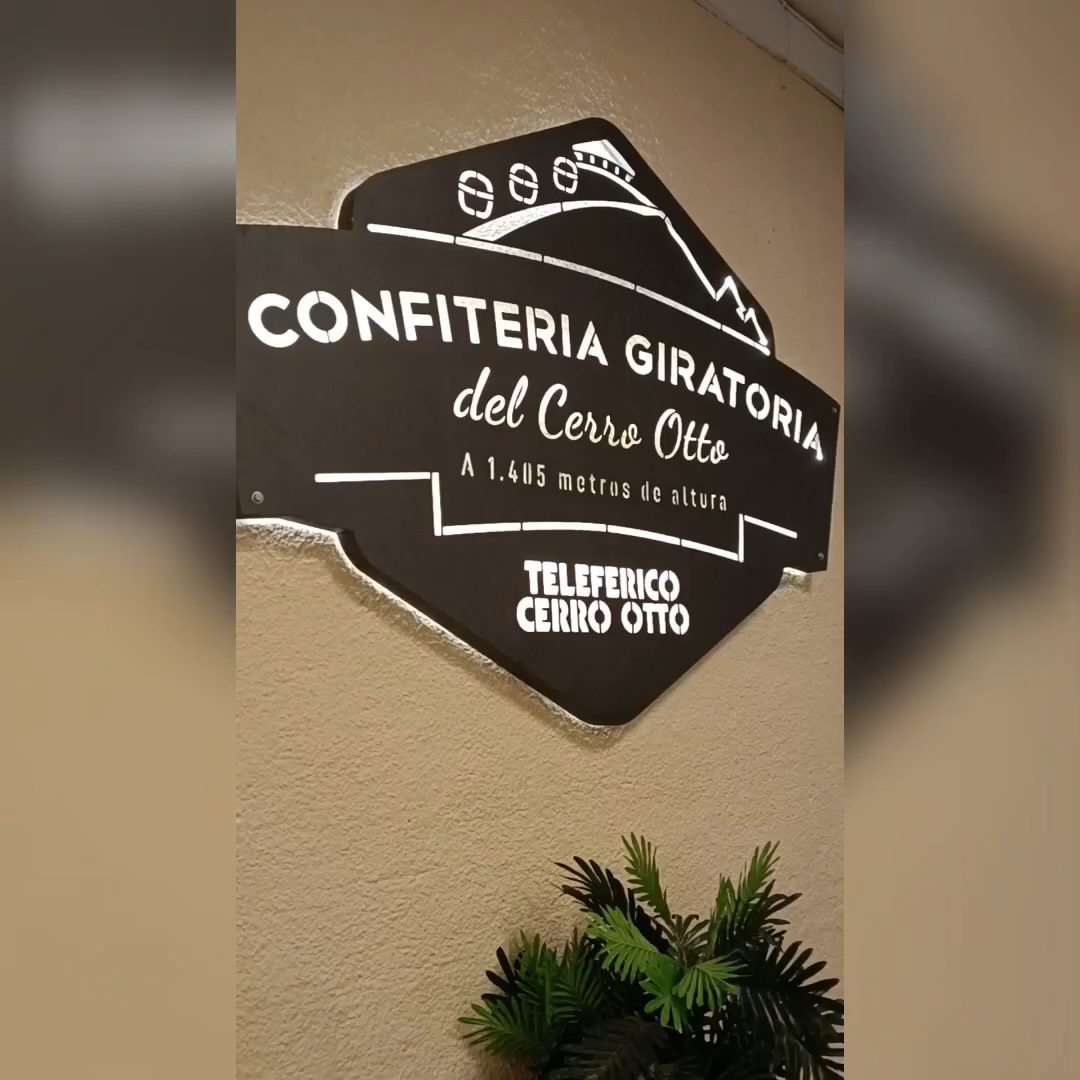 CONFITERIA GIRATORIA
del Cerro Otto
A 1.405 metros de altura
TELEFERICO
CERRO OTTO